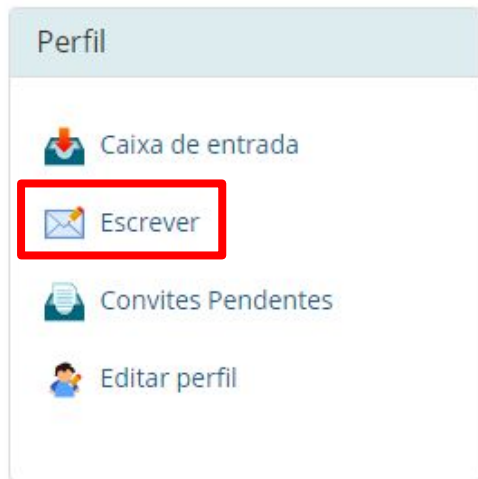 Perfil
Caixa de entrada
Escrever
Convites Pendentes
Editar perfil